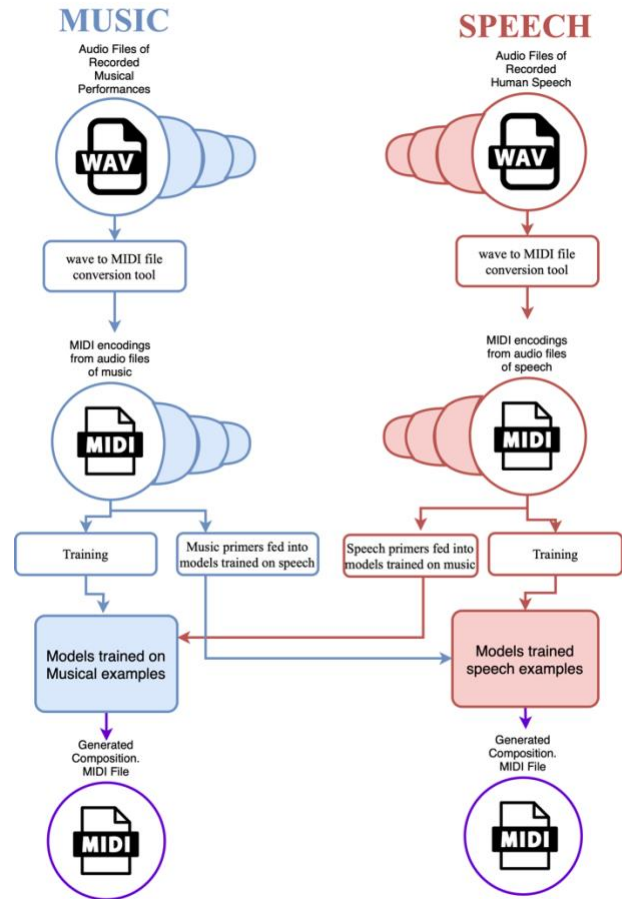 MUSIC
Audio Files of
Recorded
Musical
Performances
WAV
wave to MIDI file
conversion tool
MIDI encodings
from audio files
of music
MIDI
Training
Music primers fed into
models trained on speech
Models trained on
Musical examples
Generated
Composition.
MIDI File
MIDI
SPEECH
Audio Files of
Recorded
Human Speech
WAV
wave to MIDI file
conversion tool
MIDI encodings
from audio files
of speech
MIDI
Speech primers fed into
models trained on music
Training
Models trained
speech examples
Generated
Composition.
MIDI File
MIDI